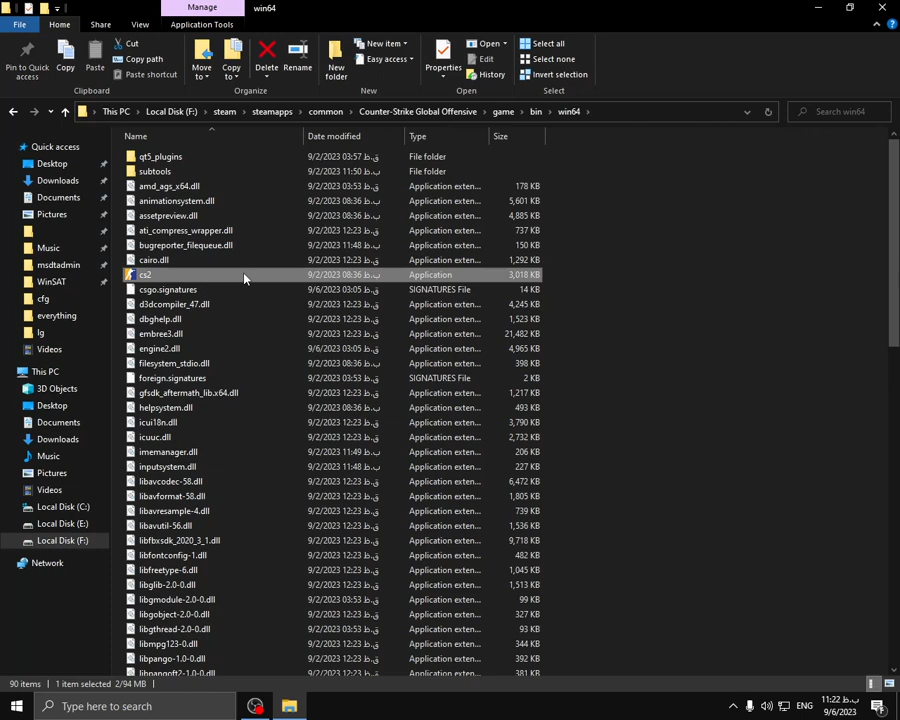 Manage
win64
File Home Share View Application Tools
Pin to Quick access
Copy
Paste
Cut
Copy path
Paste shortcut
Clipboard
Move to
Copy to
Delete
Rename
Organize
New folder
New item
Easy access
New
Properties
Open
Edit
History
Open
Select all
Select none
Invert selection
Select
This PC › Local Disk (F:) › steam › steamapps › common › Counter-Strike Global Offensive › game › bin › win64 ›
Search win64
Quick access
Desktop
Downloads
Documents
Pictures
Music
msdtadmin
WinSAT
cfg
everything
lg
Videos
This PC
3D Objects
Desktop
Documents
Downloads
Music
Pictures
Videos
Local Disk (C:)
Local Disk (E:)
Local Disk (F:)
Network
Name Date modified Type Size
qt5_plugins 9/2/2023 03:57 ق.ظ File folder
subtools 9/2/2023 11:50 ب.ظ File folder
amd_ags_x64.dll 9/2/2023 03:53 ق.ظ Application exten... 178 KB
animationsystem.dll 9/2/2023 08:36 ب.ظ Application exten... 5,601 KB
assetpreview.dll 9/2/2023 08:36 ب.ظ Application exten... 4,885 KB
ati_compress_wrapper.dll 9/2/2023 12:23 ق.ظ Application exten... 737 KB
bugreporter_filequeue.dll 9/2/2023 11:48 ب.ظ Application exten... 150 KB
cairo.dll 9/2/2023 12:23 ق.ظ Application exten... 1,292 KB
cs2 9/2/2023 08:36 ب.ظ Application 3,018 KB
csgo.signatures 9/6/2023 03:05 ق.ظ SIGNATURES File 14 KB
d3dcompiler_47.dll 9/2/2023 12:23 ق.ظ Application exten... 4,245 KB
dbghelp.dll 9/2/2023 12:23 ق.ظ Application exten... 1,523 KB
embree3.dll 9/2/2023 12:23 ق.ظ Application exten... 21,482 KB
engine2.dll 9/6/2023 03:05 ق.ظ Application exten... 4,965 KB
filesystem_stdio.dll 9/2/2023 08:36 ب.ظ Application exten... 398 KB
foreign.signatures 9/2/2023 03:53 ق.ظ SIGNATURES File 2 KB
gfsdk_aftermath_lib.x64.dll 9/2/2023 12:23 ق.ظ Application exten... 1,217 KB
helpsystem.dll 9/2/2023 08:36 ب.ظ Application exten... 493 KB
icui18n.dll 9/2/2023 12:23 ق.ظ Application exten... 3,790 KB
icuuc.dll 9/2/2023 12:23 ق.ظ Application exten... 2,732 KB
imemanager.dll 9/2/2023 11:49 ب.ظ Application exten... 206 KB
inputsystem.dll 9/2/2023 11:48 ب.ظ Application exten... 227 KB
libavcodec-58.dll 9/2/2023 12:23 ق.ظ Application exten... 6,472 KB
libavformat-58.dll 9/2/2023 12:23 ق.ظ Application exten... 1,805 KB
libavresample-4.dll 9/2/2023 12:23 ق.ظ Application exten... 739 KB
libavutil-56.dll 9/2/2023 12:23 ق.ظ Application exten... 1,536 KB
libfbxsdk_2020_3_1.dll 9/2/2023 12:23 ق.ظ Application exten... 9,718 KB
libfontconfig-1.dll 9/2/2023 12:23 ق.ظ Application exten... 482 KB
libfreetype-6.dll 9/2/2023 12:23 ق.ظ Application exten... 1,045 KB
libglib-2.0-0.dll 9/2/2023 12:23 ق.ظ Application exten... 1,513 KB
libgmodule-2.0-0.dll 9/2/2023 03:53 ق.ظ Application exten... 99 KB
libgobject-2.0-0.dll 9/2/2023 12:23 ق.ظ Application exten... 327 KB
libgthread-2.0-0.dll 9/2/2023 03:53 ق.ظ Application exten... 93 KB
libmpg123-0.dll 9/2/2023 12:23 ق.ظ Application exten... 344 KB
libpango-1.0-0.dll 9/2/2023 12:23 ق.ظ Application exten... 392 KB
libpangoft2-1.0-0.dll 9/2/2023 12:23 ق.ظ Application exten... 381 KB
90 items 1 item selected 2/94 MB
Type here to search
ENG
11:22 ب.ظ
9/6/2023